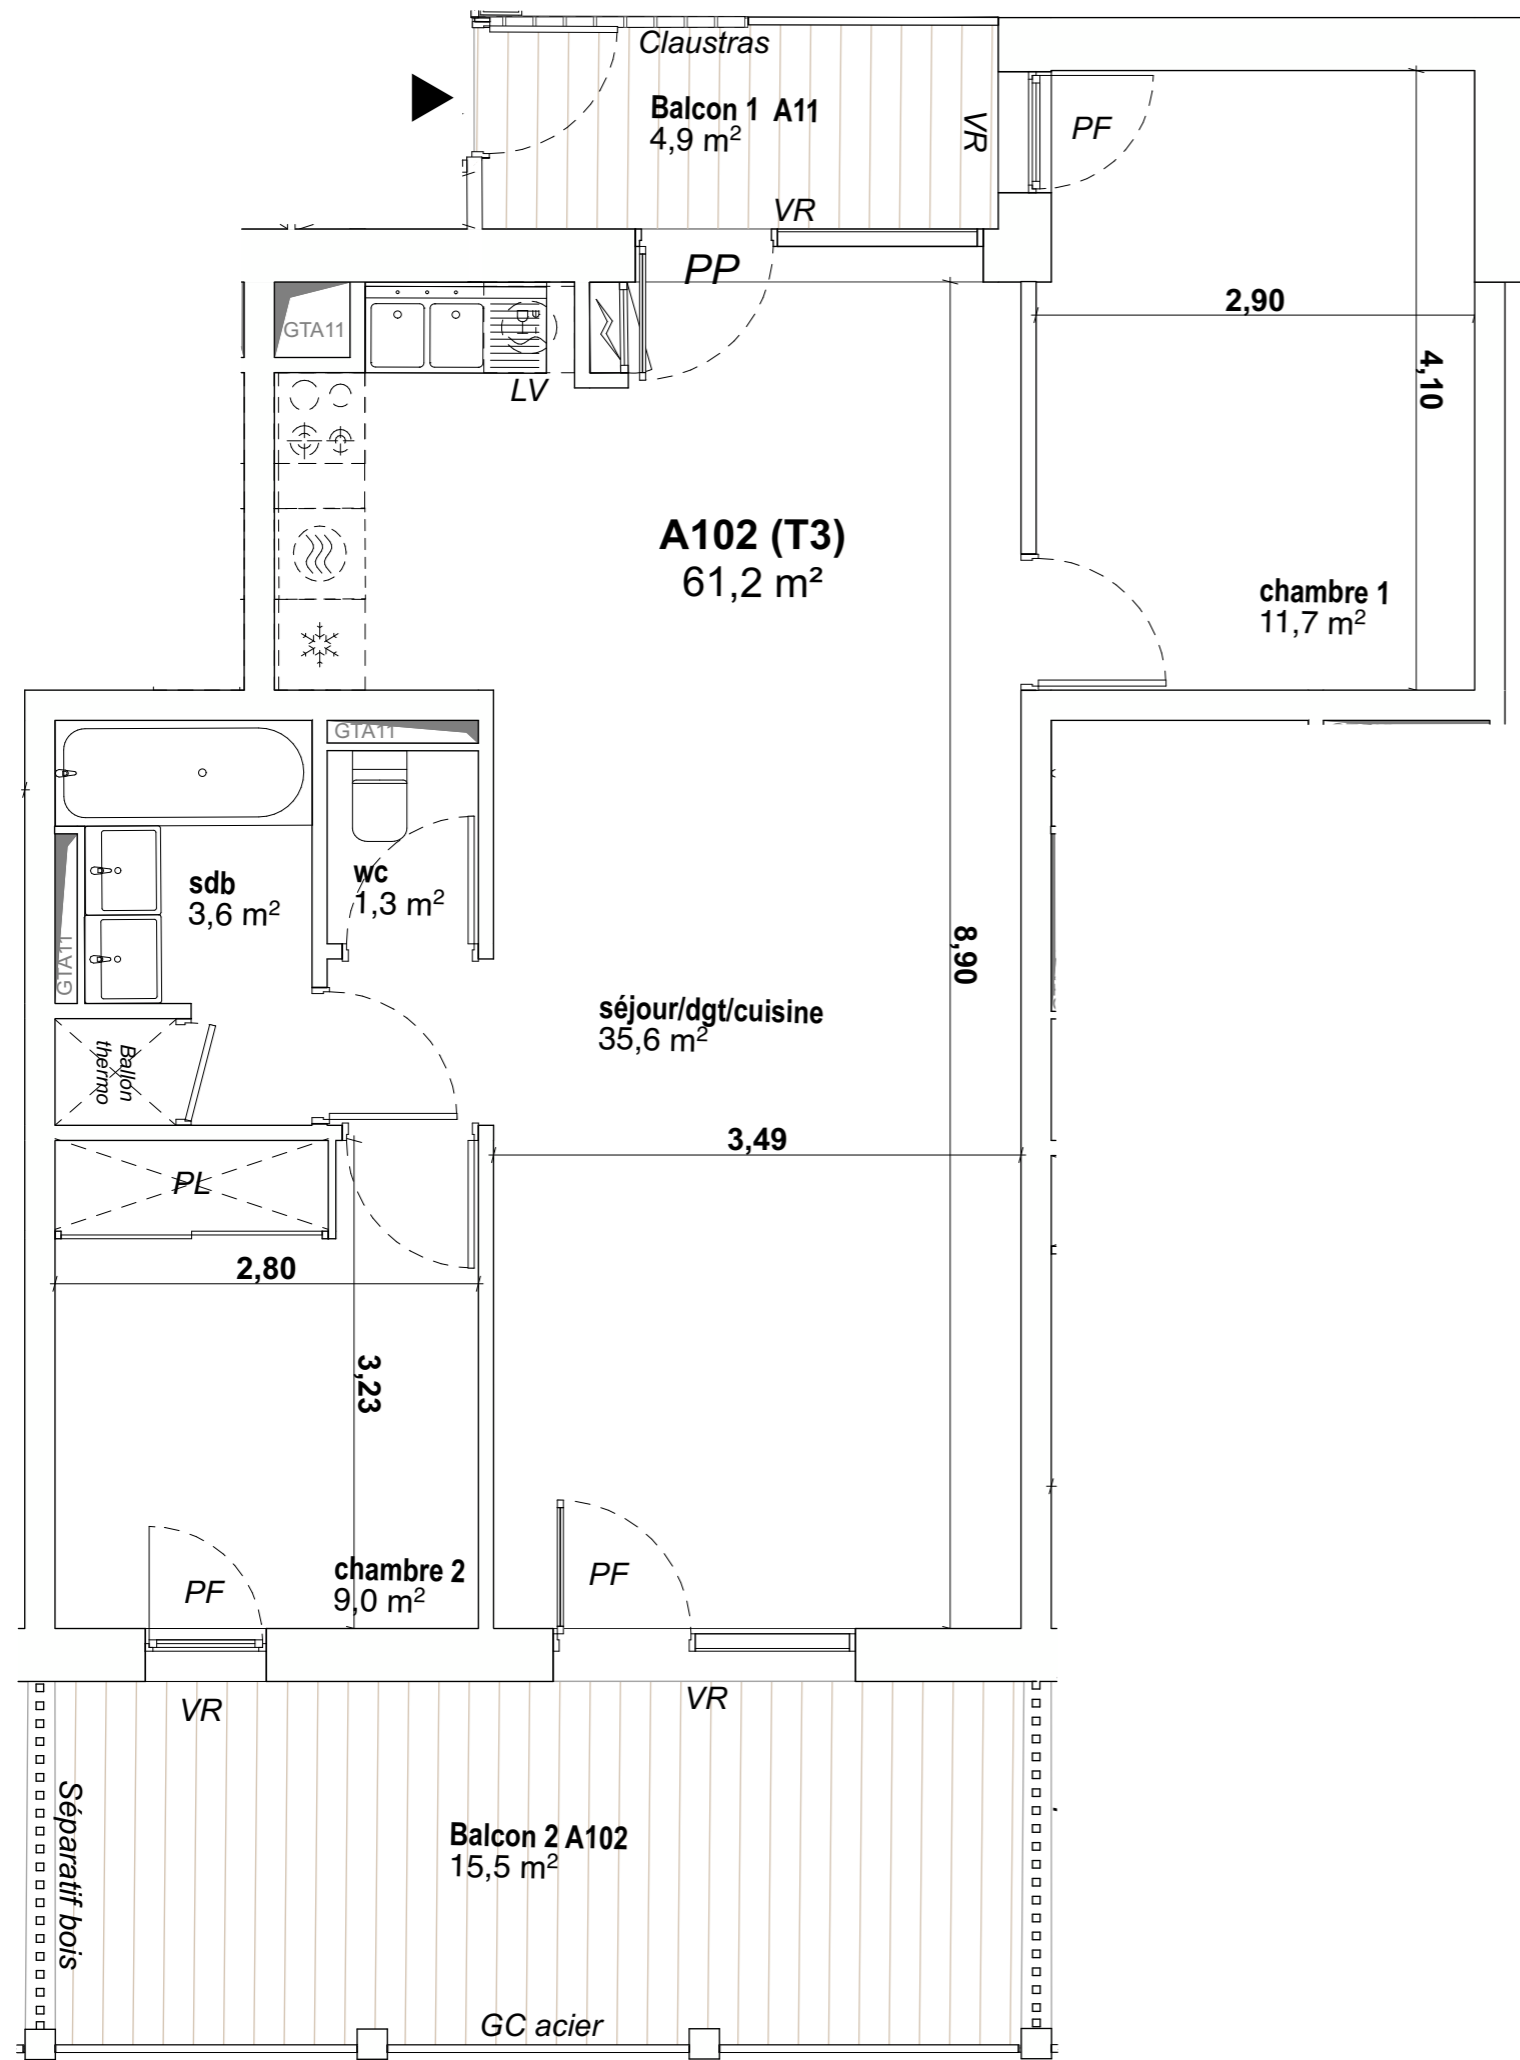 Claustras
Balcon 1 A11
4,9 m²
VR
PF
VR
PP
2,90
GTA11
4,10
LV
A102 (T3)
61,2 m²
chambre 1
11,7 m²
GTA11
sdb
3,6 m²
wc
1,3 m²
GTA11
8,90
séjour/dgt/cuisine
35,6 m²
Ballon
thermo
3,49
PL
2,80
3,23
chambre 2
9,0 m²
PF
PF
VR
VR
Séparatif bois
Balcon 2 A102
15,5 m²
GC acier